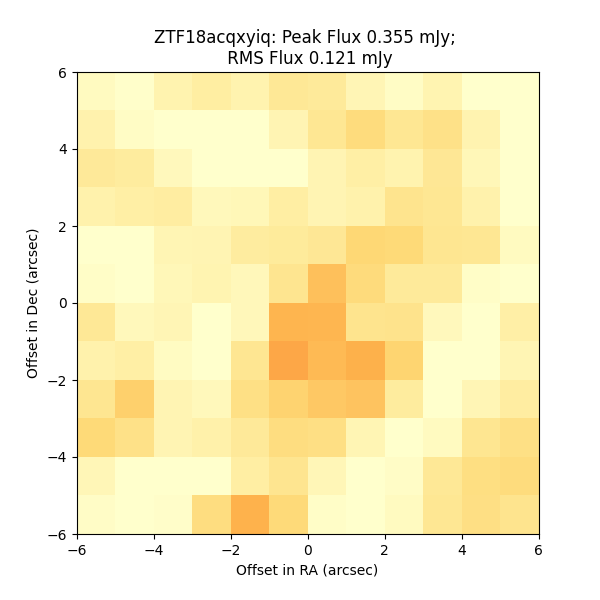 ZTF18acqxyiq: Peak Flux 0.355 mJy;
RMS Flux 0.121 mJy
6
4
2
0
−2
−4
−6
Offset in Dec (arcsec)
−6 −4 −2 0 2 4 6
Offset in RA (arcsec)